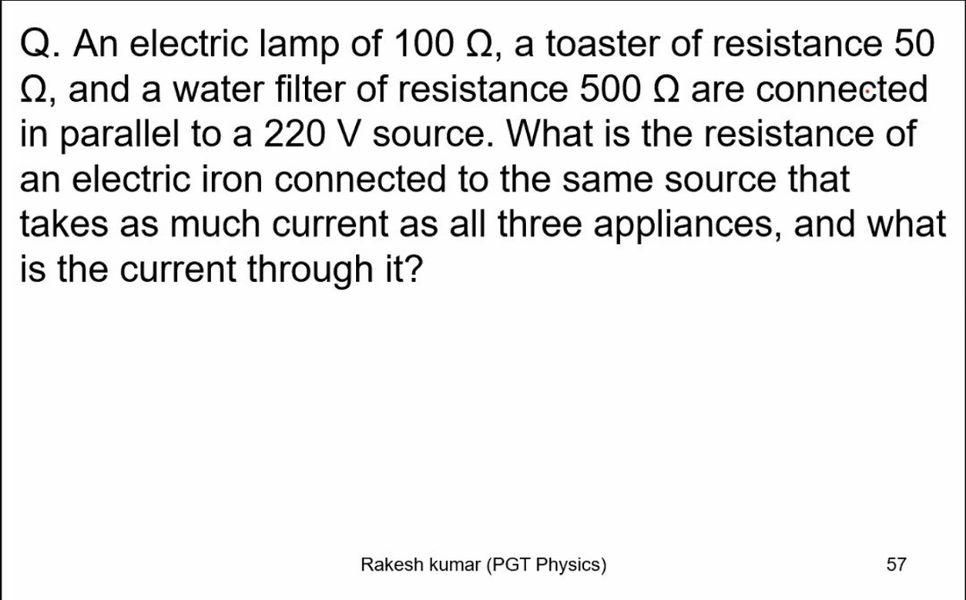 Q. An electric lamp of 100 Ω, a toaster of resistance 50
Ω, and a water filter of resistance 500 Ω are connected
in parallel to a 220 V source. What is the resistance of
an electric iron connected to the same source that
takes as much current as all three appliances, and what
is the current through it?
Rakesh kumar (PGT Physics)
57